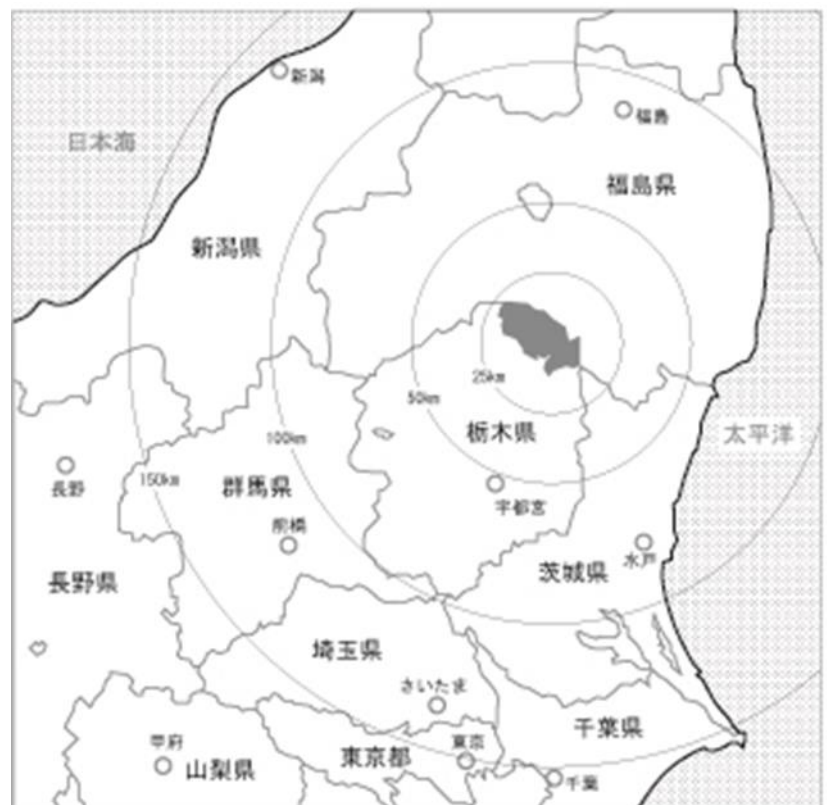 新潟
福島
日本海
福島県
新潟県
25km
50km
栃木県
太平洋
100km
150km
群馬県
長野
宇都宮
前橋
水戸
長野県
茨城県
埼玉県
さいたま
千葉県
甲府
東京
山梨県
東京都
千葉